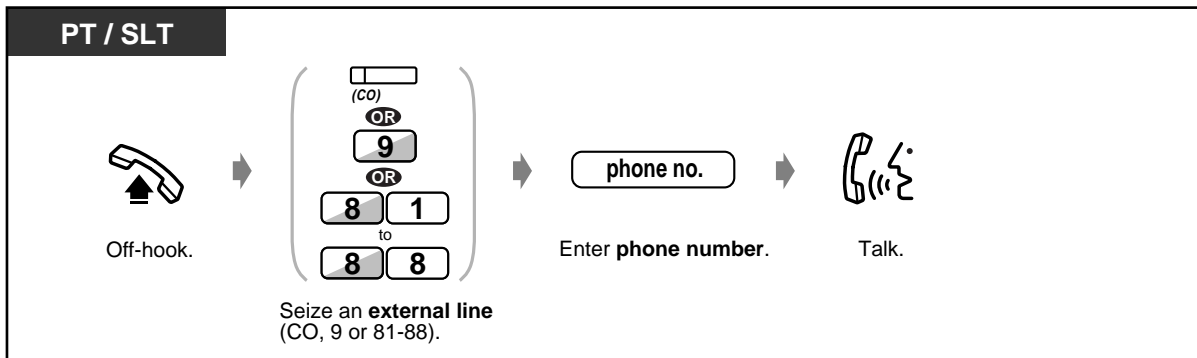 PT / SLT
(CO)
OR
9
OR
8 1
to
8 8
phone no.
Off-hook.
Seize an external line
(CO, 9 or 81-88).
Enter phone number.
Talk.